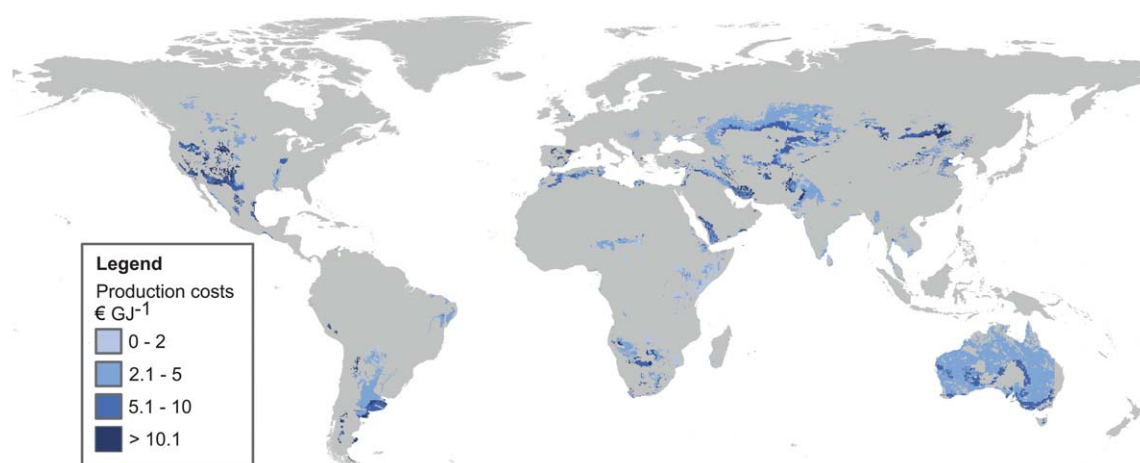 Legend
Production costs
€ GJ-1
0 - 2
2.1 - 5
5.1 - 10
> 10.1